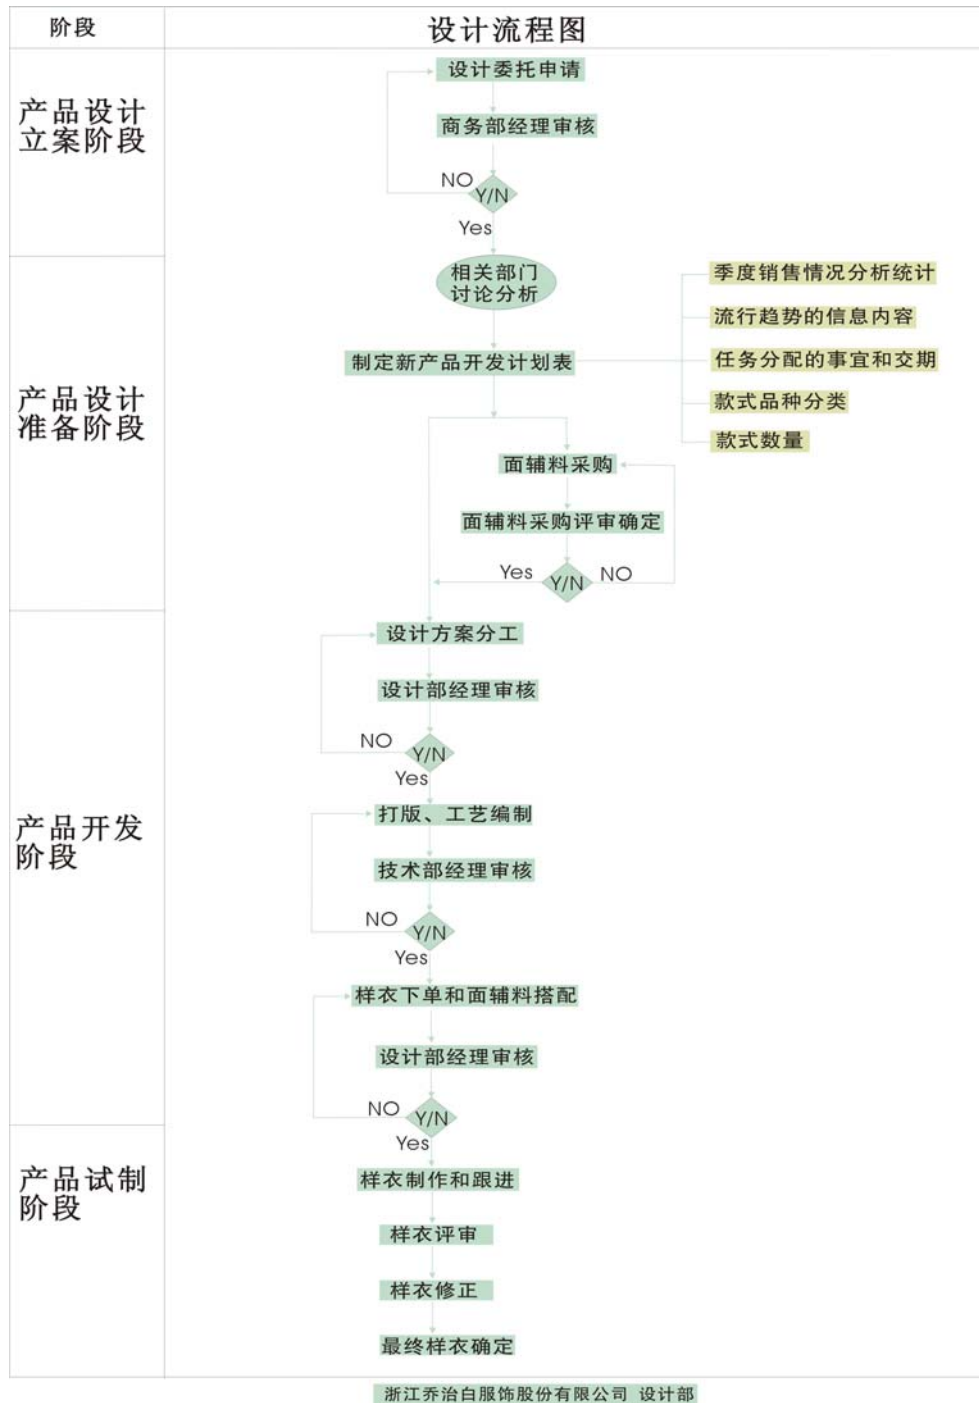 阶段
设计流程图
产品设计
立案阶段
设计委托申请
商务部经理审核
NO
Y/N
Yes
产品设计
准备阶段
相关部门
讨论分析
制定新产品开发计划表
季度销售情况分析统计
流行趋势的信息内容
任务分配的事宜和交期
款式品种分类
款式数量
面辅料采购
面辅料采购评审确定
Yes
Y/N
NO
产品开发
阶段
设计方案分工
设计部经理审核
NO
Y/N
Yes
打版、工艺编制
技术部经理审核
NO
Y/N
Yes
样衣下单和面辅料搭配
设计部经理审核
NO
Y/N
Yes
产品试制
阶段
样衣制作和跟进
样衣评审
样衣修正
最终样衣确定
浙江乔治白服饰股份有限公司 设计部